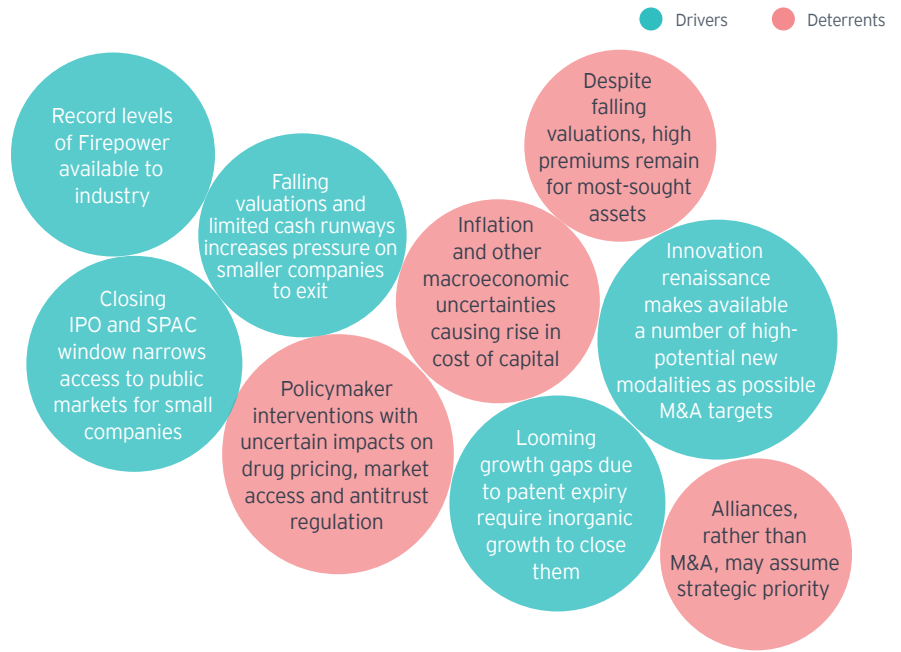 Drivers
Deterrents
Record levels
of Firepower
available to
industry
Falling
valuations and
limited cash runways
increases pressure on
smaller companies
to exit
Despite
falling
valuations, high
premiums remain
for most-sought
assets
Inflation
and other
macroeconomic
uncertainties
causing rise in
cost of capital
Innovation
renaissance
makes available
a number of high-
potential new
modalities as possible
M&A targets
Closing
IPO and SPAC
window narrows
access to public
markets for small
companies
Policymaker
interventions with
uncertain impacts on
drug pricing, market
access and antitrust
regulation
Looming
growth gaps due
to patent expiry
require inorganic
growth to close
them
Alliances,
rather than
M&A, may assume
strategic priority